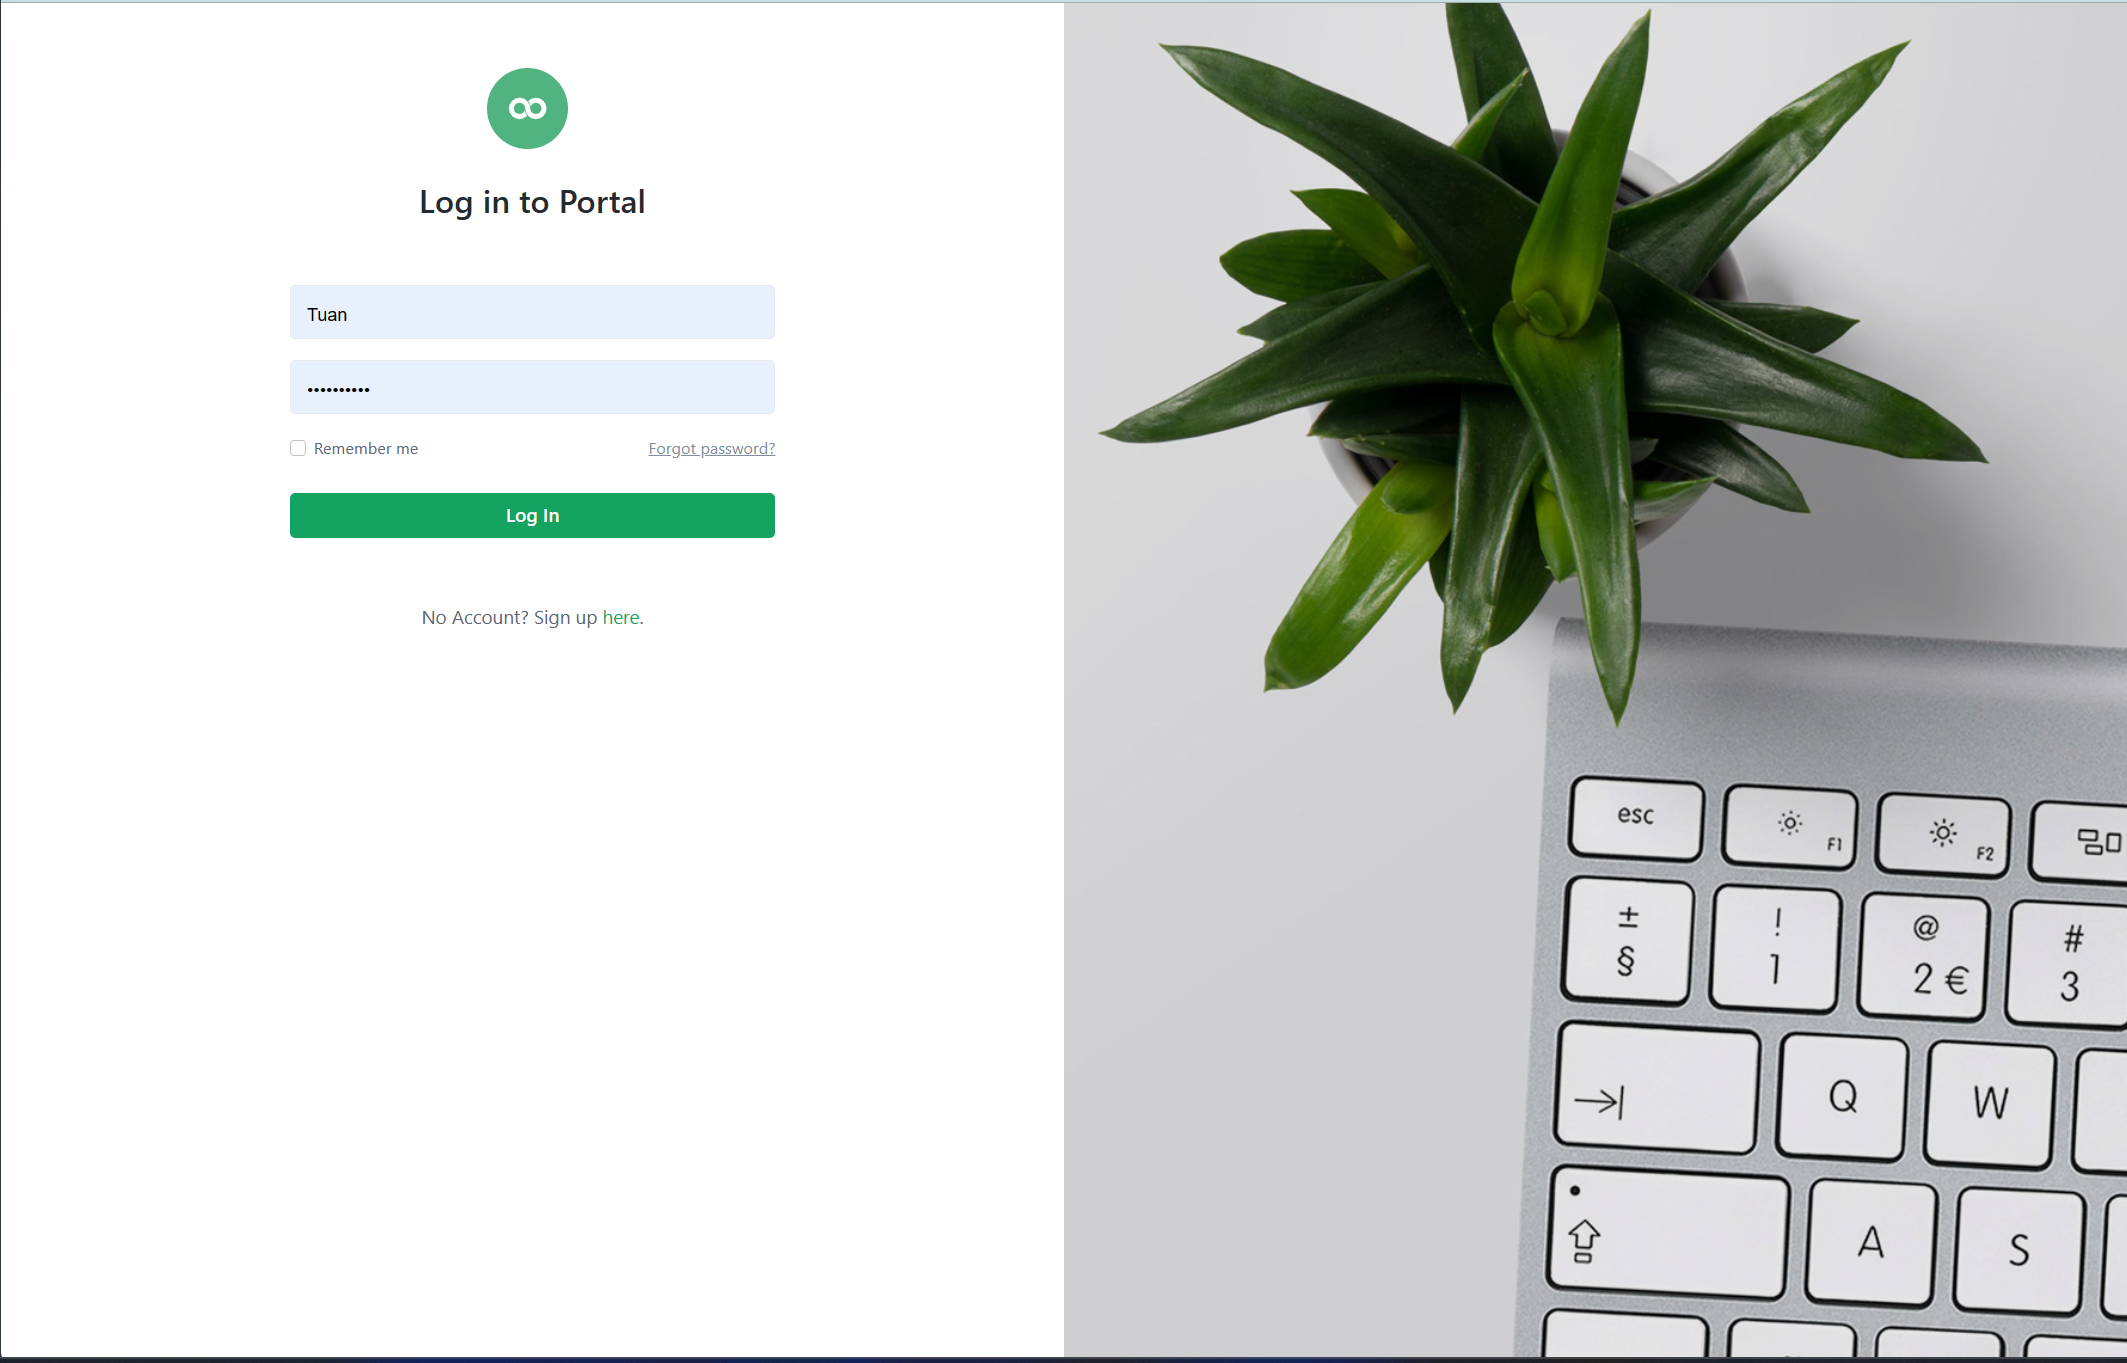 Log in to Portal
Tuan
••••••••••
Remember me
Forgot password?
Log In
No Account? Sign up here.
esc
F1
F2
±
§
!
1
@
2 €
#
3
Q
W
A
S